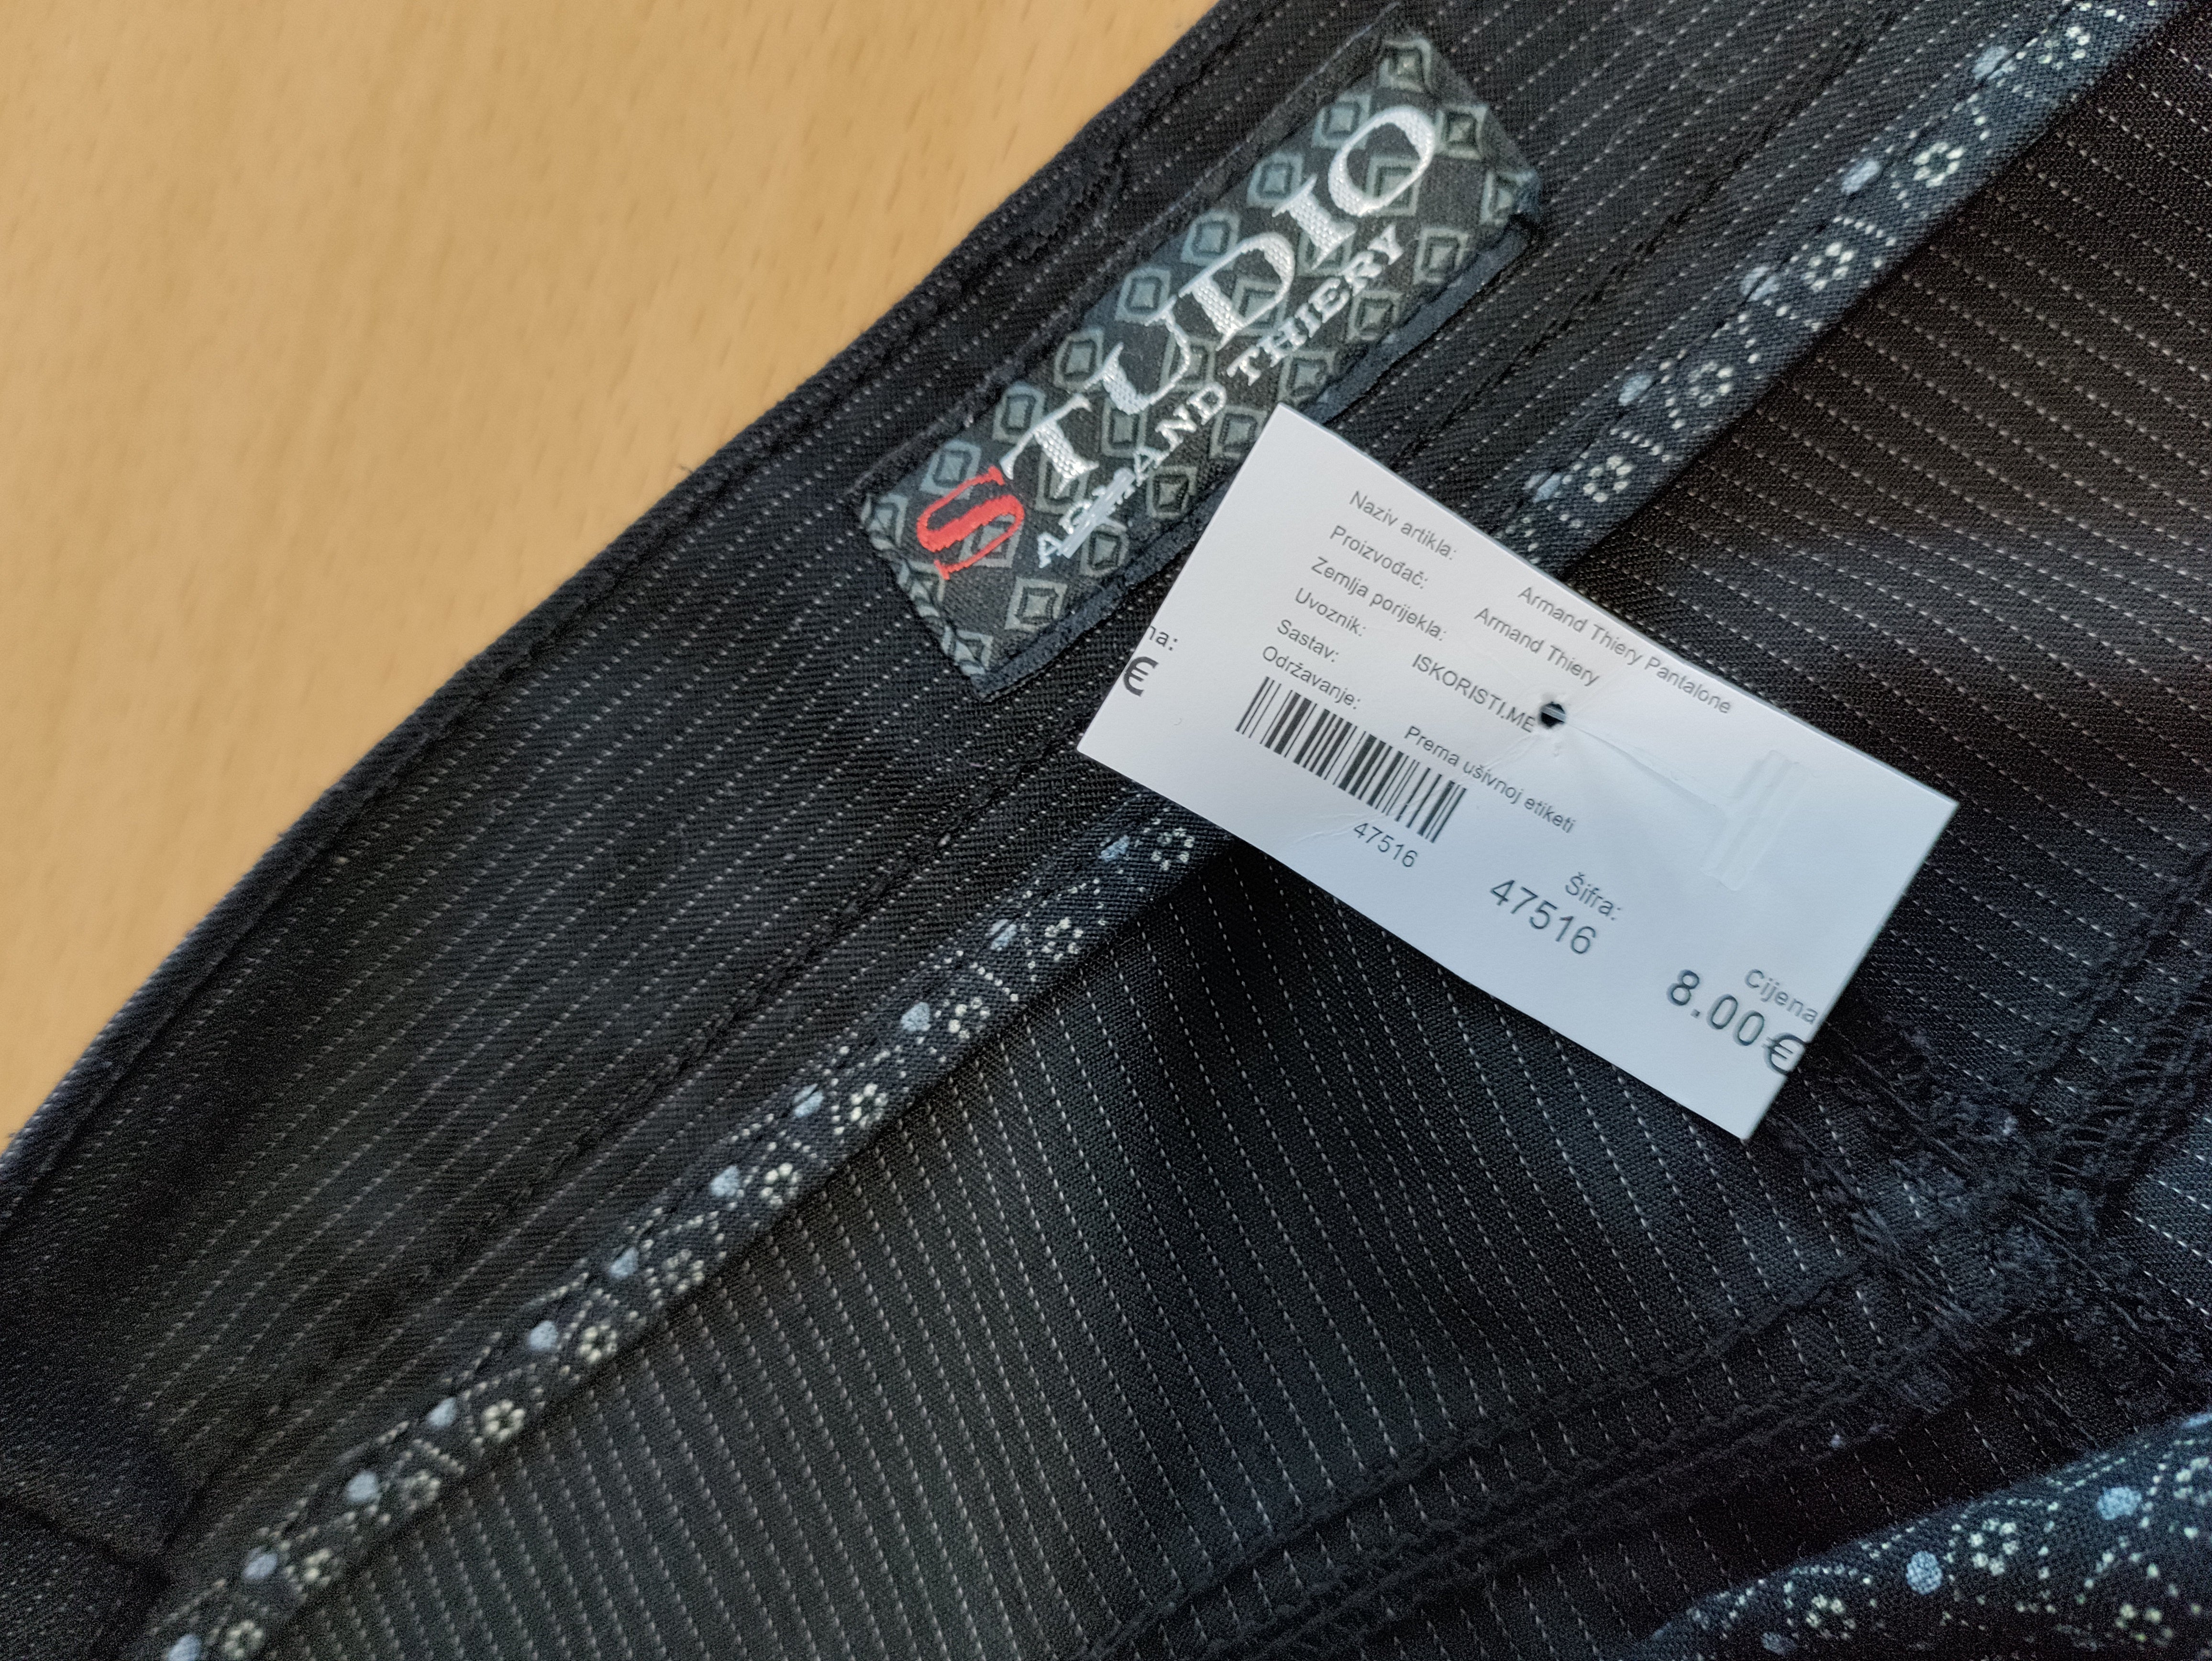 STUDIO
ARMAND THIERY
Naziv artikla: Armand Thiery Pantalone
Proizvođač: Armand Thiery
Zemlja porijekla:
Uvoznik: ISKORISTI.ME
Sastav:
Održavanje: Prema ušivnoj etiketi
47516
Šifra:
47516
Cijena
8.00€
na:
€